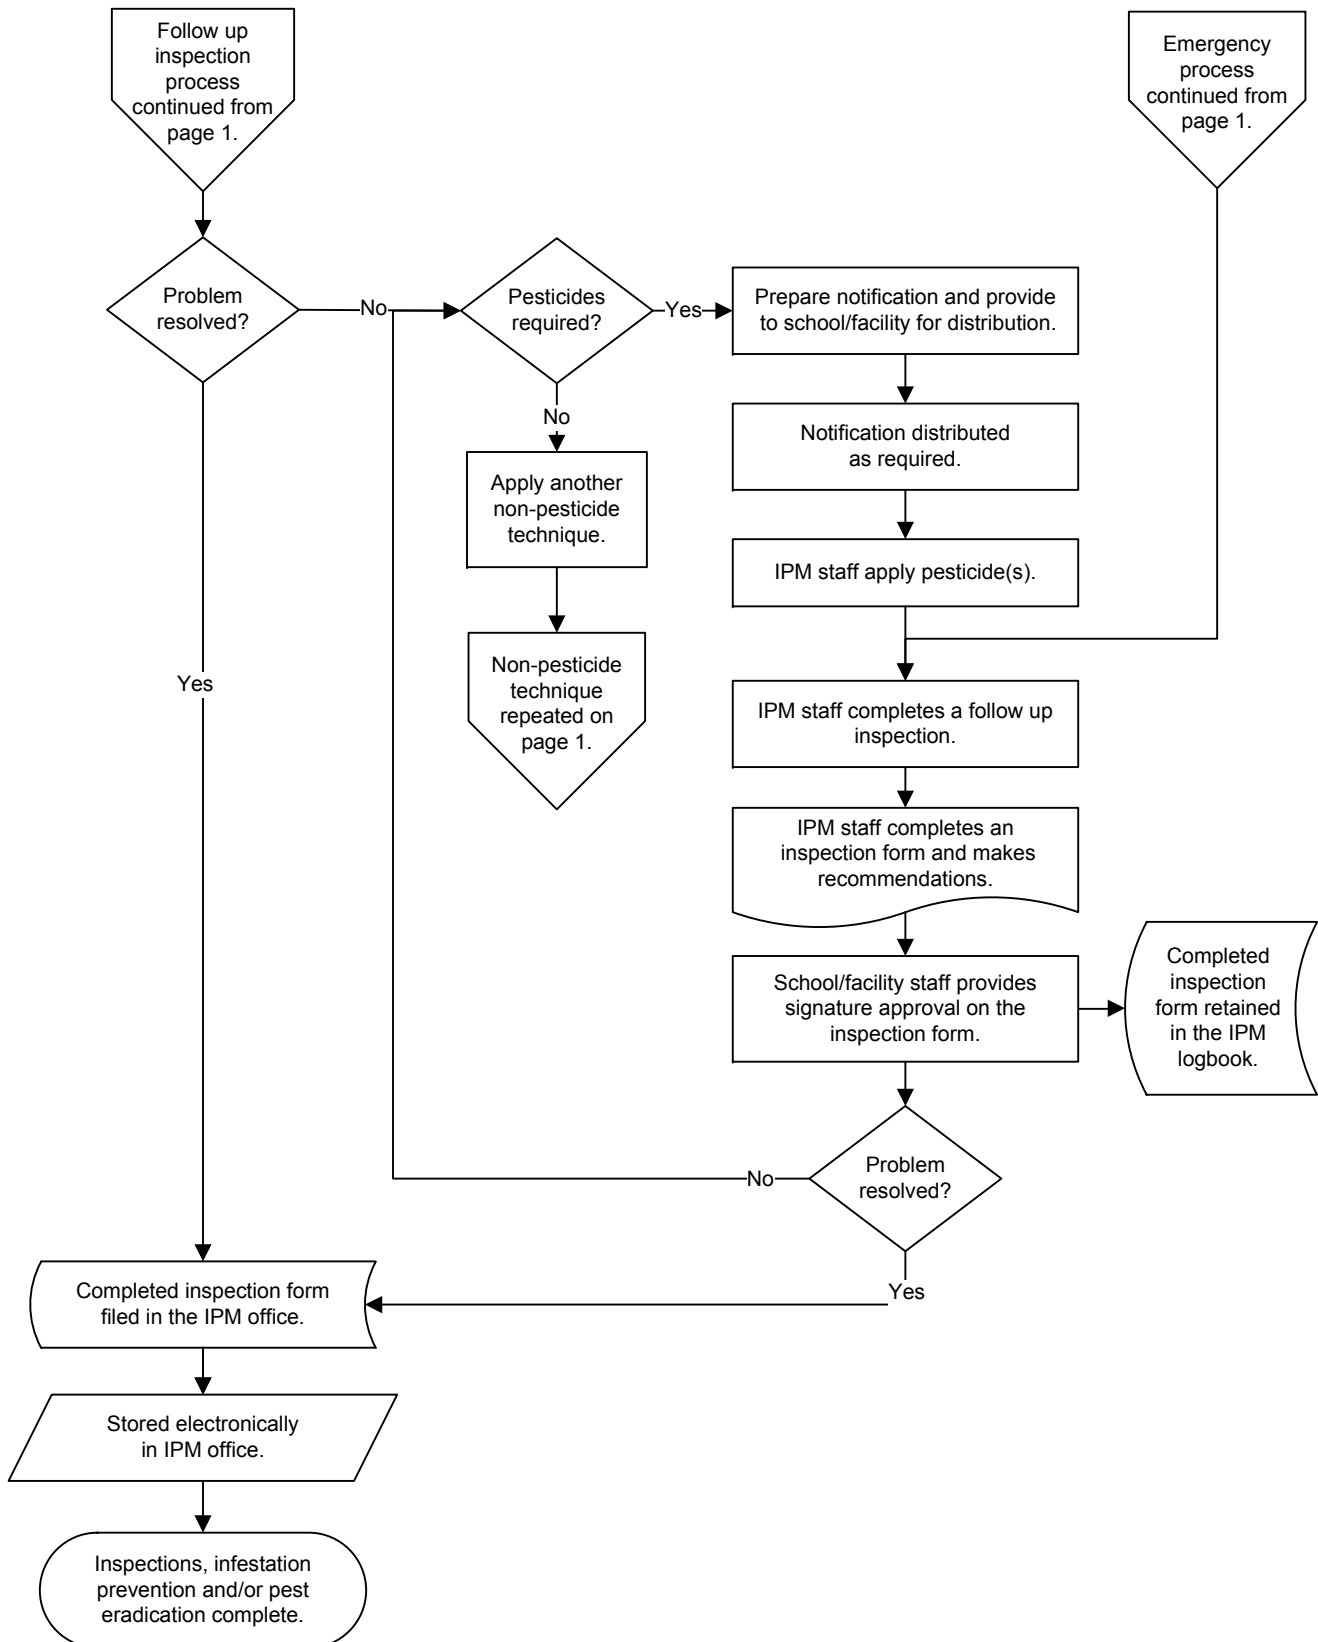 Follow up
inspection
process
continued from
page 1.
Emergency
process
continued from
page 1.
Problem
resolved?
No
Pesticides
required?
Yes
Prepare notification and provide
to school/facility for distribution.
No
Notification distributed
as required.
Apply another
non-pesticide
technique.
IPM staff apply pesticide(s).
Non-pesticide
technique
repeated on
page 1.
Yes
IPM staff completes a follow up
inspection.
IPM staff completes an
inspection form and makes
recommendations.
School/facility staff provides
signature approval on the
inspection form.
Completed
inspection
form retained
in the IPM
logbook.
Problem
resolved?
No
Yes
Completed inspection form
filed in the IPM office.
Stored electronically
in IPM office.
Inspections, infestation
prevention and/or pest
eradication complete.